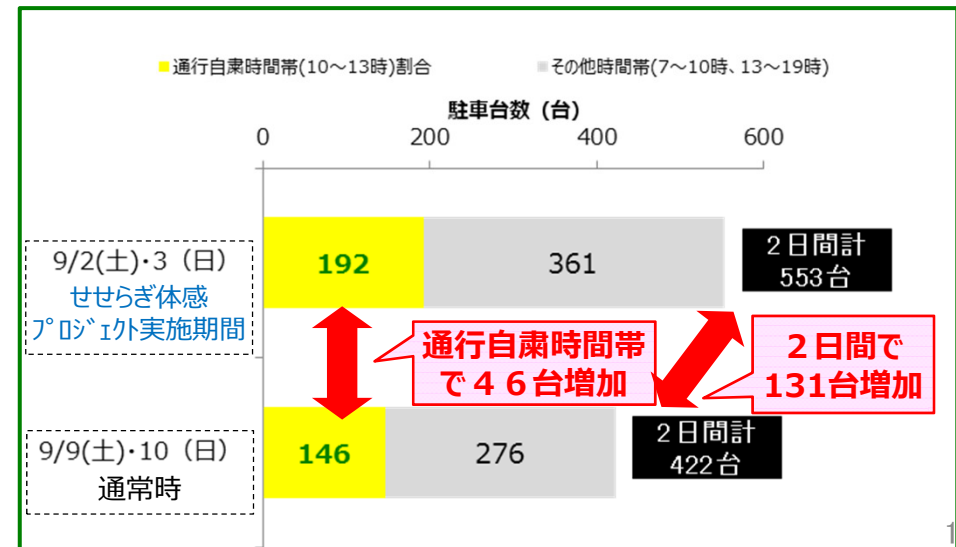 通行自粛時間帯(10～13時)割合
その他時間帯(7～10時、13～19時)
駐車台数（台）
0 200 400 600
9/2(土)･3（日）
せせらぎ体感
ﾌﾟﾛｼﾞｪｸﾄ実施期間
192 361
２日間計
553台
通行自粛時間帯
で４６台増加
２日間で
131台増加
9/9(土)･10（日）
通常時
146 276
２日間計
422台
1